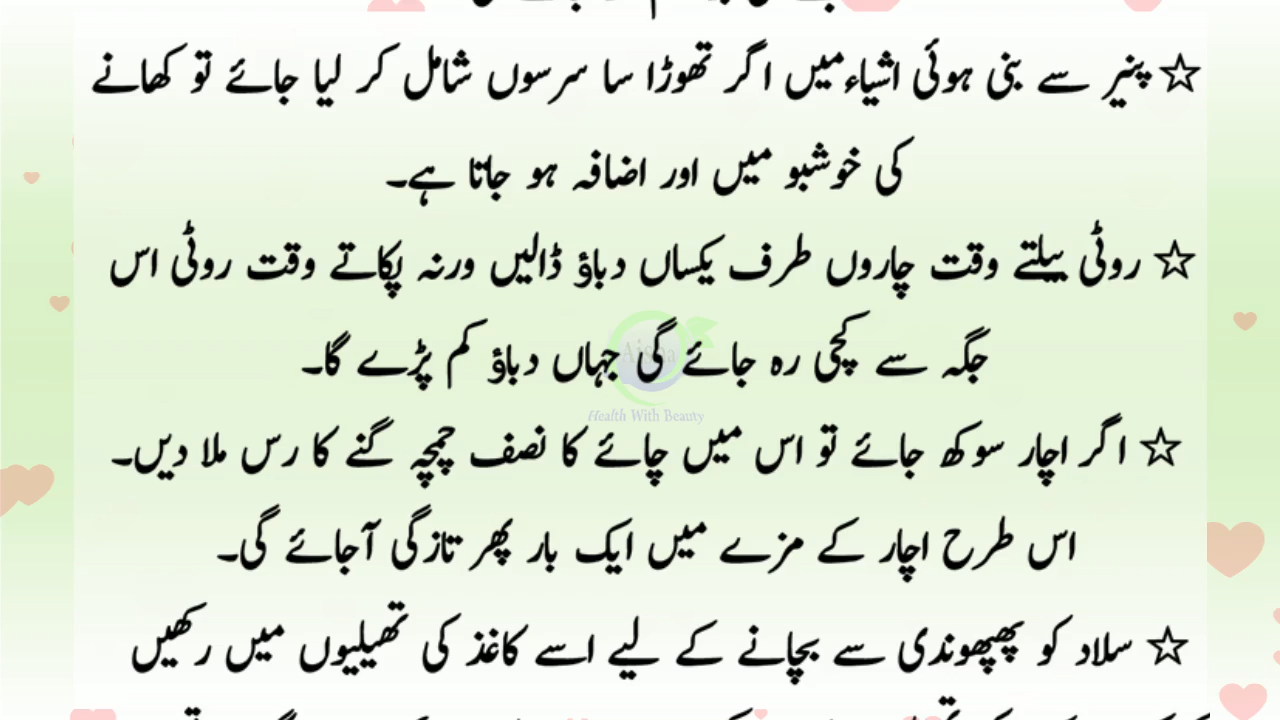 ☆ پنیر سے بنی ہوئی اشیاء میں اگر تھوڑا سا سرسوں شامل کر لیا جائے تو کھانے
کی خوشبو میں اور اضافہ ہو جاتا ہے۔
☆ روٹی بیلتے وقت چاروں طرف یکساں دباؤ ڈالیں ورنہ پکاتے وقت روٹی اس
جگہ سے کچی رہ جائے گی جہاں دباؤ کم پڑے گا۔
Health With Beauty
☆ اگر اچار سوکھ جائے تو اس میں چائے کا نصف چمچہ گنے کا رس ملا دیں۔
اس طرح اچار کے مزے میں ایک بار پھر تازگی آجائے گی۔
☆ سلاد کو پھپھوندی سے بچانے کے لیے اسے کاغذ کی تھیلیوں میں رکھیں